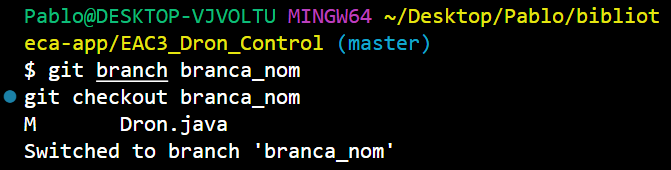 Pablo@DESKTOP-VJVOLTU MINGW64 ~/Desktop/Pablo/bibliot
eca-app/EAC3_Dron_Control (master)
$ git branch branca_nom
git checkout branca_nom
M       Dron.java
Switched to branch 'branca_nom'